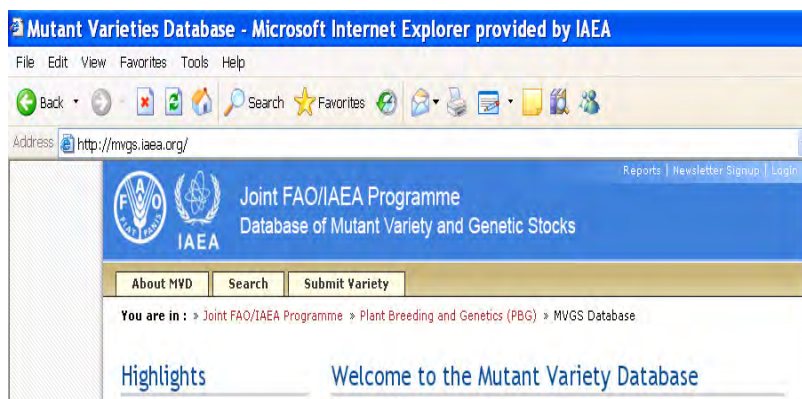 Mutant Varieties Database - Microsoft Internet Explorer provided by IAEA
File Edit View Favorites Tools Help
Back Search Favorites
Address http://mvgs.iaea.org/
Reports | Newsletter Signup | Login
FAO
FIAT PANIS
IAEA
Joint FAO/IAEA Programme
Database of Mutant Variety and Genetic Stocks
About MVD Search Submit Variety
You are in : » Joint FAO/IAEA Programme » Plant Breeding and Genetics (PBG) » MVGS Database
Highlights Welcome to the Mutant Variety Database